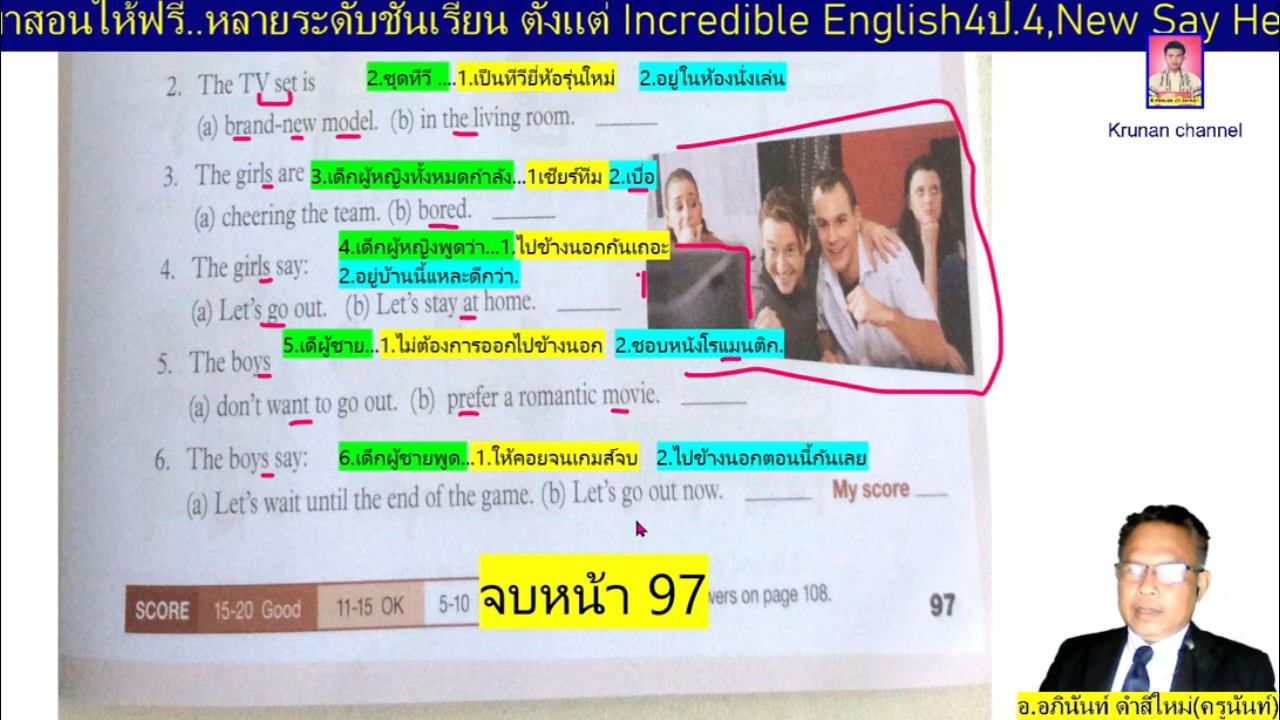 าสอนให้ฟรี..หลายระดับชั้นเรียน ตั้งแต่ Incredible English4ป.4,New Say He
Krunan channel
2. The TV set is 2.ชุดทีวี ....1.เป็นทีวียี่ห้อรุ่นใหม่ 2.อยู่ในห้องนั่งเล่น
(a) brand-new model. (b) in the living room.
3. The girls are 3.เด็กผู้หญิงทั้งหมดกำลัง...1เชียร์ทีม 2.เบื่อ
(a) cheering the team. (b) bored.
4.เด็กผู้หญิงพูดว่า...1.ไปข้างนอกกันเถอะ
4. The girls say: 2.อยู่บ้านนี้แหละดีกว่า.
(a) Let's go out. (b) Let's stay at home.
5.เด็ผู้ชาย...1.ไม่ต้องการออกไปข้างนอก 2.ชอบหนังโรแมนติก.
5. The boys
(a) don't want to go out. (b) prefer a romantic movie.
6. The boys say: 6.เด็กผู้ชายพูด...1.ให้คอยจนเกมส์จบ 2.ไปข้างนอกตอนนี้กันเลย
(a) Let's wait until the end of the game. (b) Let's go out now. My score
SCORE 15-20 Good 11-15 OK 5-10 จบหน้า 97 wers on page 108. 97
อ.อภินันท์ ดำสีใหม่(ครูนันท์)